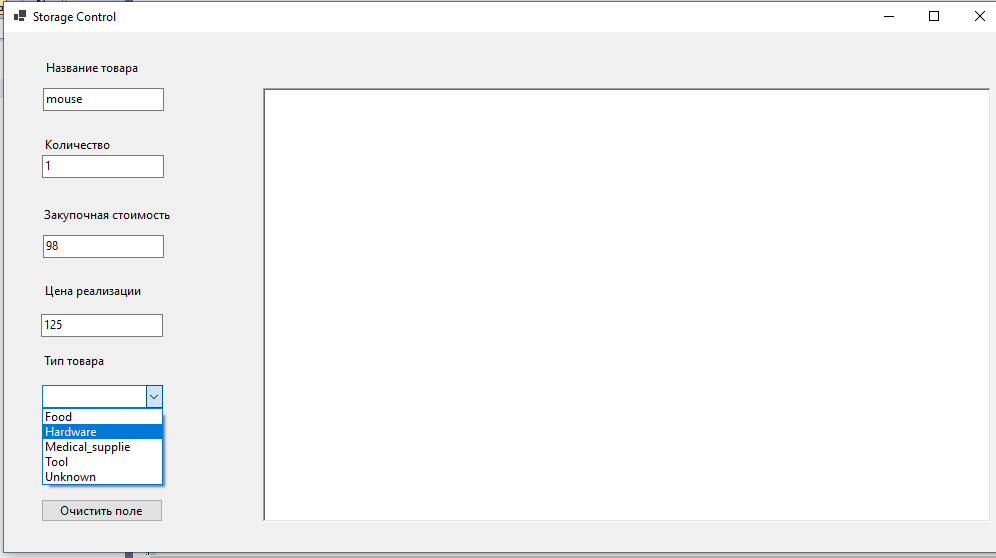 Storage Control
Название товара
mouse
Количество
1
Закупочная стоимость
98
Цена реализации
125
Тип товара
Food
Hardware
Medical_supplie
Tool
Unknown
Очистить поле